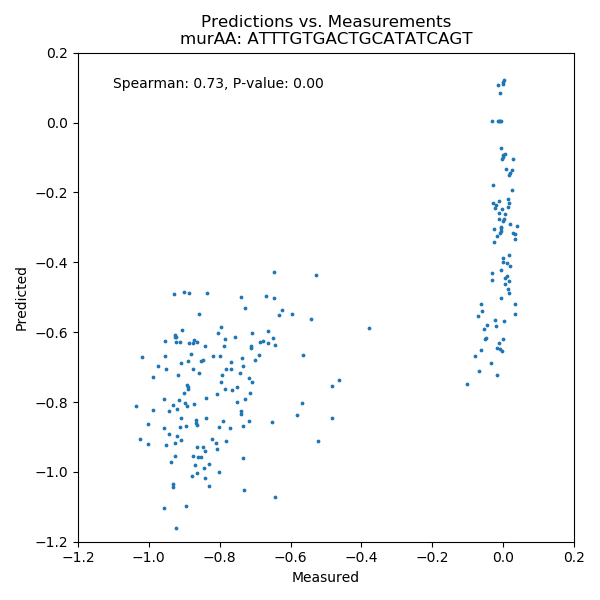 Predictions vs. Measurements
murAA: ATTTGTGACTGCATATCAGT
Spearman: 0.73, P-value: 0.00
Predicted
0.2
0.0
−0.2
−0.4
−0.6
−0.8
−1.0
−1.2
−1.2 −1.0 −0.8 −0.6 −0.4 −0.2 0.0 0.2
Measured